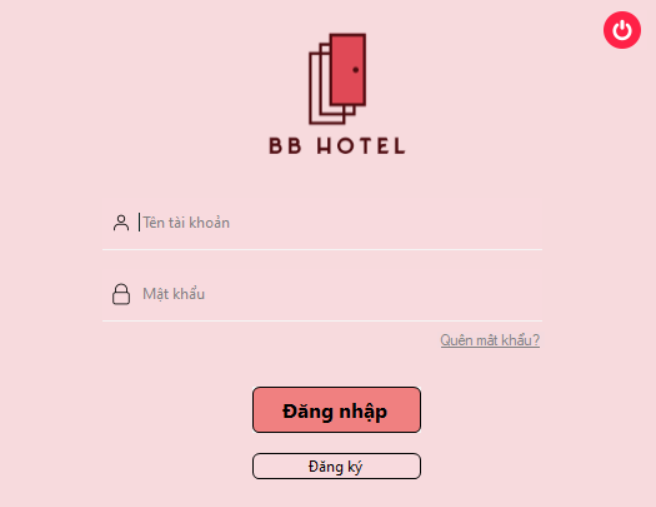 BB HOTEL
Tên tài khoản
Mật khẩu
Quên mật khẩu?
Đăng nhập
Đăng ký